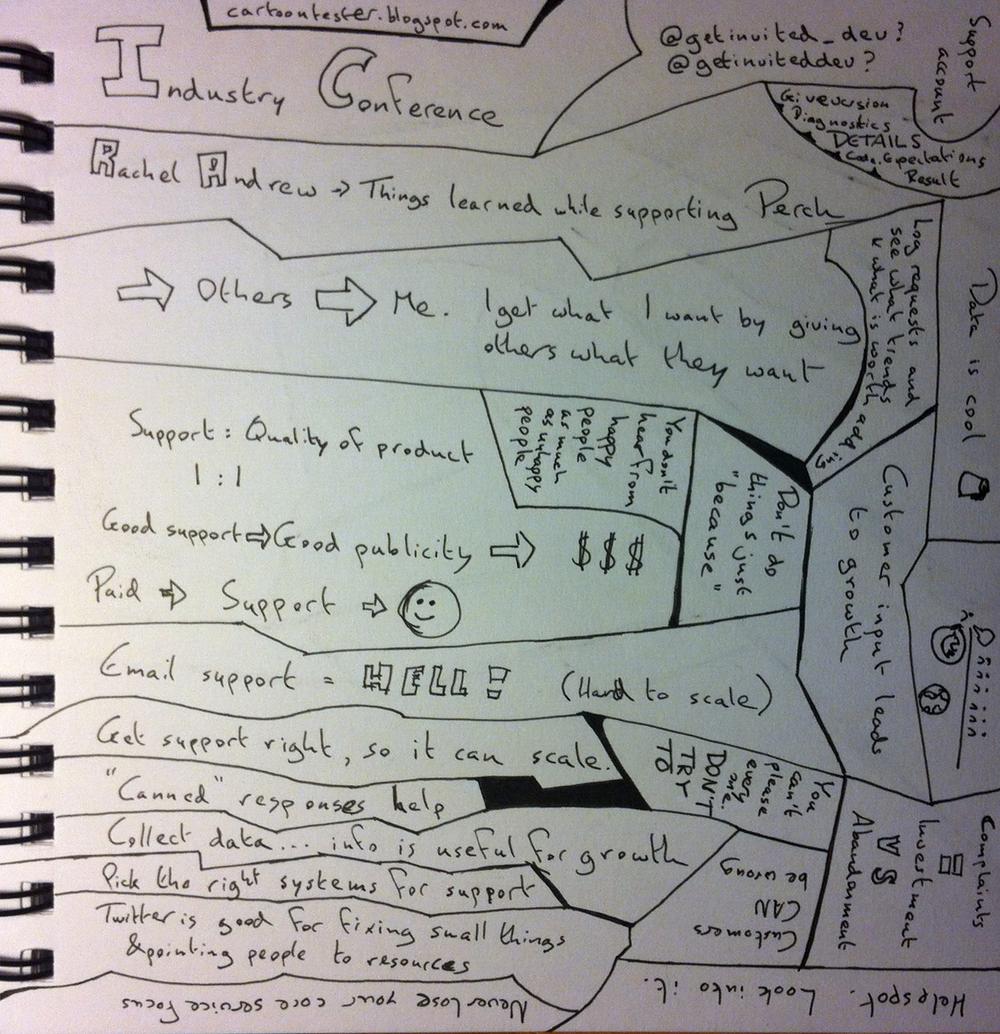 cartoontester.blogspot.com
Industry Conference
@getinvited_dev?
@getinviteddev?
Support
account
Give version
Diagnostics
DETAILS
Expectations
Result
Rachel Andrew → Things learned while supporting Perch
⇒ Others ⇒ Me. I get what I want by giving
others what they want
Log requests and
see what trends
& what is worth adding
Data is cool
Support : Quality of product
1 : 1
You don't
hear from
happy
people
as much
as unhappy
people
Don't do
things just
"because"
Customer input leads
to growth
Good support ⇒ Good publicity ⇒ $ $ $
Paid ⇒ Support ⇒
Email support = HELL! (Hard to scale)
Get support right, so it can scale.
You
can't
please
every
one.
DON'T
TRY
TO
"Canned" responses help
Collect data... info is useful for growth
Pick the right systems for support
Twitter is good for fixing small things
& pointing people to resources
Customers
CAN
be wrong
Complaints
=
Investment
VS
Abandonment
Helpspot. Look into it.
Never lose your core service focus